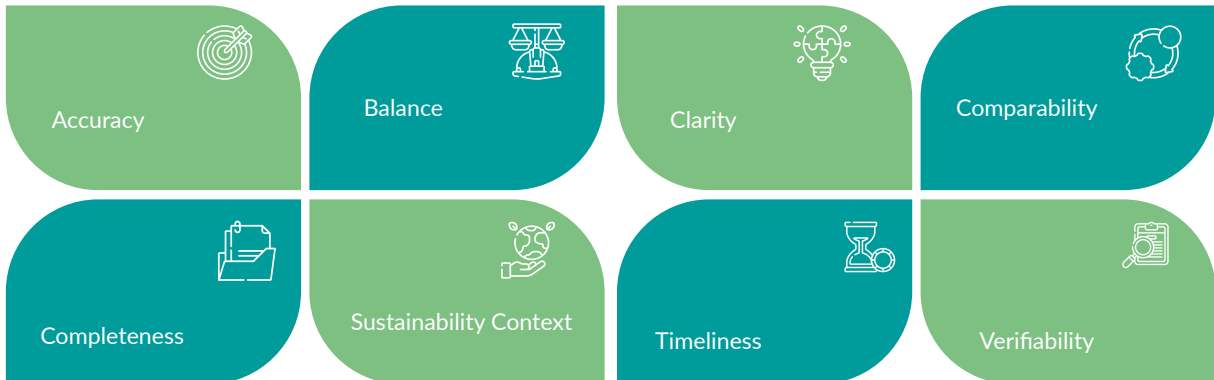 Accuracy
Balance
Clarity
Comparability
Completeness
Sustainability Context
Timeliness
Verifiability